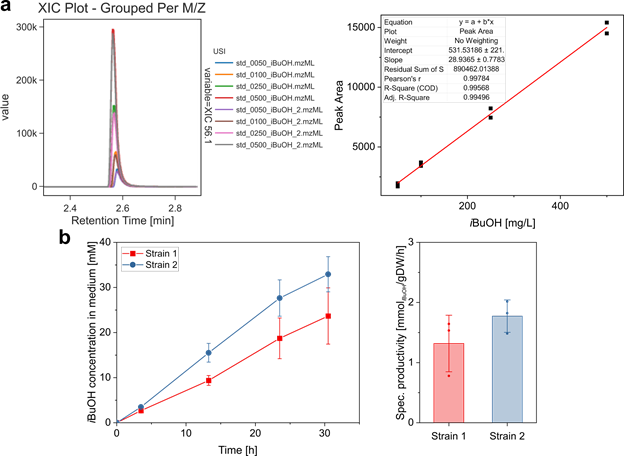 a
XIC Plot - Grouped Per M/Z
value
300k
200k
100k
0
2.4
2.6
2.8
Retention Time [min]
variable=XIC 56.1
USI
std_0050_iBuOH.mzML
std_0100_iBuOH.mzML
std_0250_iBuOH.mzML
std_0500_iBuOH.mzML
std_0050_iBuOH_2.mzML
std_0100_iBuOH_2.mzML
std_0250_iBuOH_2.mzML
std_0500_iBuOH_2.mzML
Peak Area
15000
10000
5000
200
400
iBuOH [mg/L]
Equation y = a + b*x
Plot Peak Area
Weight No Weighting
Intercept 531.53186 ± 221.
Slope 28.9365 ± 0.7783
Residual Sum of S 890462.01388
Pearson's r 0.99784
R-Square (COD) 0.99568
Adj. R-Square 0.99496
b
iBuOH concentration in medium [mM]
40
30
20
10
0
0
10
20
30
Time [h]
Strain 1
Strain 2
Spec. productivity [mmoliBuOH/gDW/h]
3
2
1
0
Strain 1
Strain 2